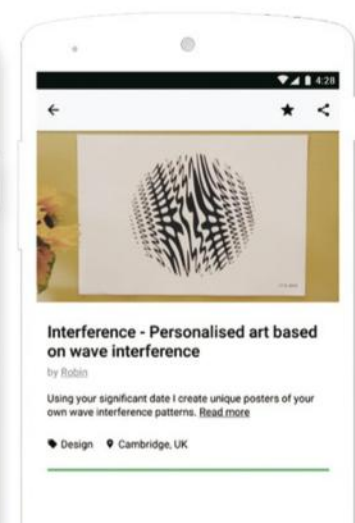 4:28
Interference - Personalised art based
on wave interference
by Robin
Using your significant date I create unique posters of your
own wave interference patterns. Read more
Design Cambridge, UK